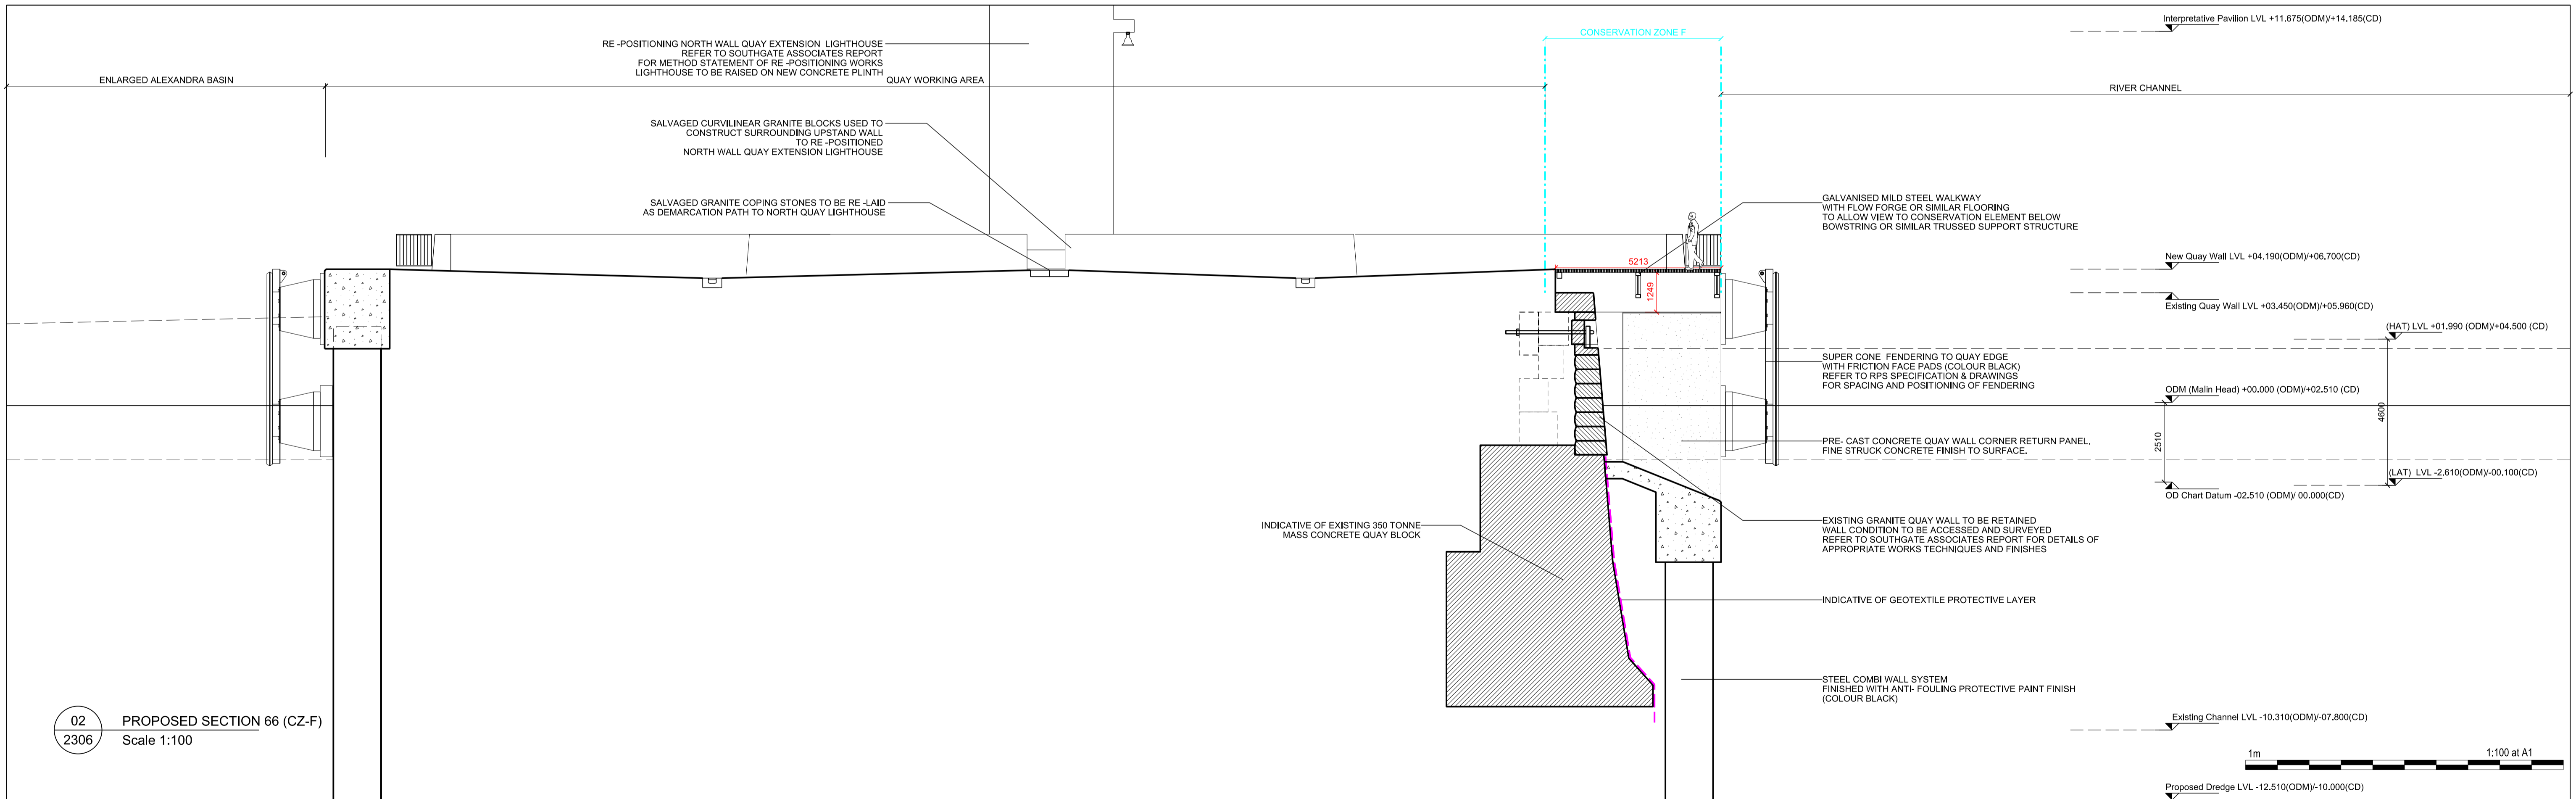 RE -POSITIONING NORTH WALL QUAY EXTENSION LIGHTHOUSE
REFER TO SOUTHGATE ASSOCIATES REPORT
FOR METHOD STATEMENT OF RE -POSITIONING WORKS
LIGHTHOUSE TO BE RAISED ON NEW CONCRETE PLINTH
ENLARGED ALEXANDRA BASIN
QUAY WORKING AREA
CONSERVATION ZONE F
RIVER CHANNEL
SALVAGED CURVILINEAR GRANITE BLOCKS USED TO
CONSTRUCT SURROUNDING UPSTAND WALL
TO RE -POSITIONED
NORTH WALL QUAY EXTENSION LIGHTHOUSE
SALVAGED GRANITE COPING STONES TO BE RE -LAID
AS DEMARCATION PATH TO NORTH QUAY LIGHTHOUSE
GALVANISED MILD STEEL WALKWAY
WITH FLOW FORGE OR SIMILAR FLOORING
TO ALLOW VIEW TO CONSERVATION ELEMENT BELOW
BOWSTRING OR SIMILAR TRUSSED SUPPORT STRUCTURE
5213
1249
SUPER CONE FENDERING TO QUAY EDGE
WITH FRICTION FACE PADS (COLOUR BLACK)
REFER TO RPS SPECIFICATION & DRAWINGS
FOR SPACING AND POSITIONING OF FENDERING
PRE- CAST CONCRETE QUAY WALL CORNER RETURN PANEL,
FINE STRUCK CONCRETE FINISH TO SURFACE.
INDICATIVE OF EXISTING 350 TONNE
MASS CONCRETE QUAY BLOCK
EXISTING GRANITE QUAY WALL TO BE RETAINED
WALL CONDITION TO BE ACCESSED AND SURVEYED
REFER TO SOUTHGATE ASSOCIATES REPORT FOR DETAILS OF
APPROPRIATE WORKS TECHNIQUES AND FINISHES
INDICATIVE OF GEOTEXTILE PROTECTIVE LAYER
STEEL COMBI WALL SYSTEM
FINISHED WITH ANTI- FOULING PROTECTIVE PAINT FINISH
(COLOUR BLACK)
Interpretative Pavilion LVL +11.675(ODM)/+14.185(CD)
New Quay Wall LVL +04.190(ODM)/+06.700(CD)
Existing Quay Wall LVL +03.450(ODM)/+05.960(CD)
(HAT) LVL +01.990 (ODM)/+04.500 (CD)
ODM (Malin Head) +00.000 (ODM)/+02.510 (CD)
2510
4600
(LAT) LVL -2.610(ODM)/-00.100(CD)
OD Chart Datum -02.510 (ODM)/ 00.000(CD)
Existing Channel LVL -10.310(ODM)/-07.800(CD)
1m
1:100 at A1
Proposed Dredge LVL -12.510(ODM)/-10.000(CD)
02
2306
PROPOSED SECTION 66 (CZ-F)
Scale 1:100